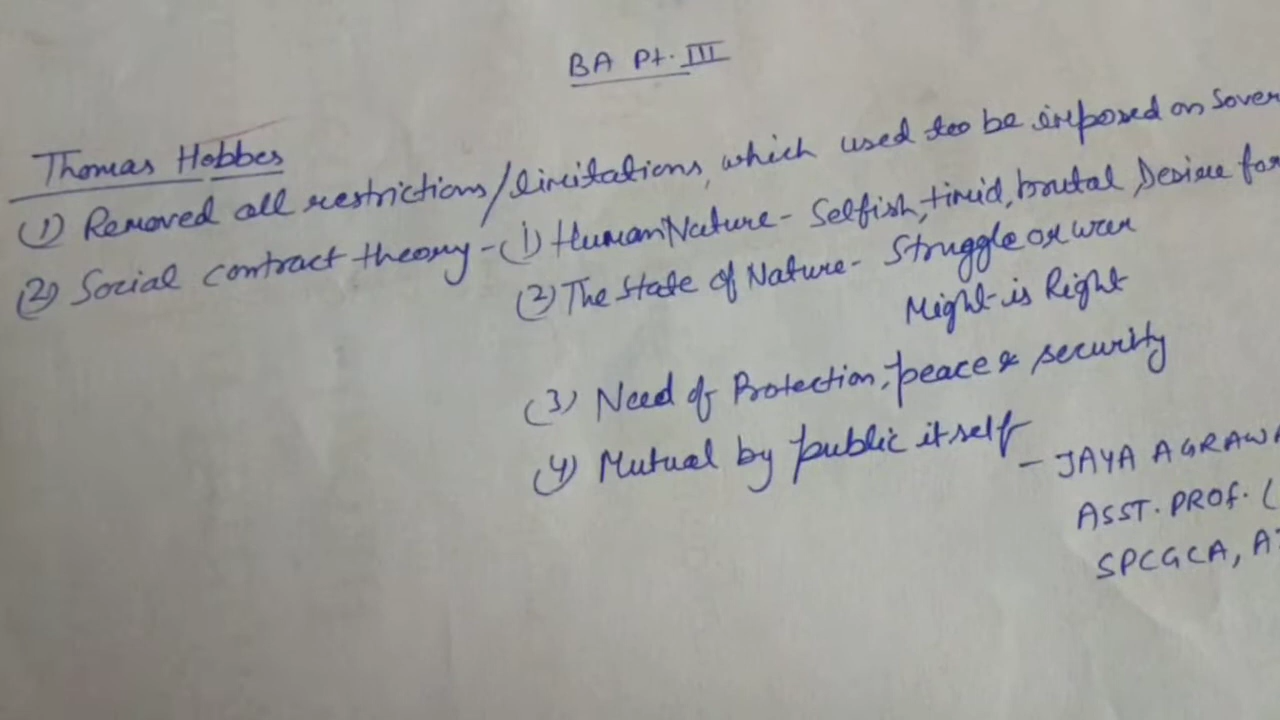 BA Pt. III
Thomas Hobbes
(1) Removed all restrictions/limitations, which used too be imposed on Sover
(2) Social contract theory - (1) Human Nature - Selfish, timid, brutal, Desire for
(2) The State of Nature - Struggle or war
Might is Right
(3) Need of Protection, peace & security
(4) Mutual by public itself
- JAYA AGRAWA
ASST. PROF. (
SPCGCA, A